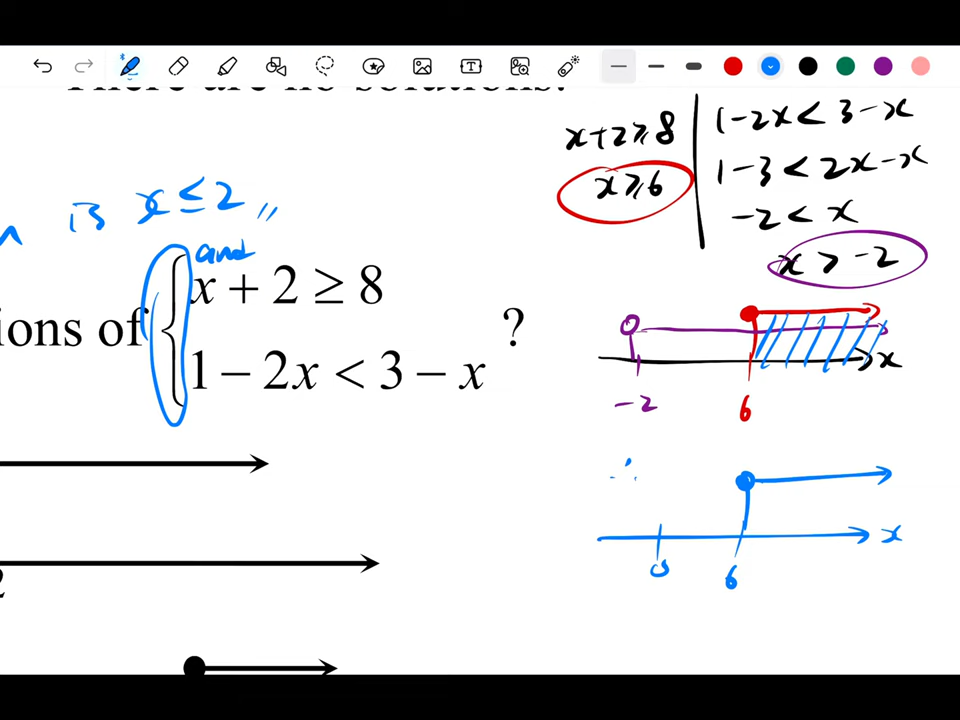 There are no solutions.
is x ≤ 2 ,,
and
ions of { x + 2 ≥ 8
1 − 2x < 3 − x ?
2
x+2 ≥ 8
x ≥ 6
1−2x < 3−x
1−3 < 2x−x
−2 < x
x > −2
x
−2 6
∴
x
0 6